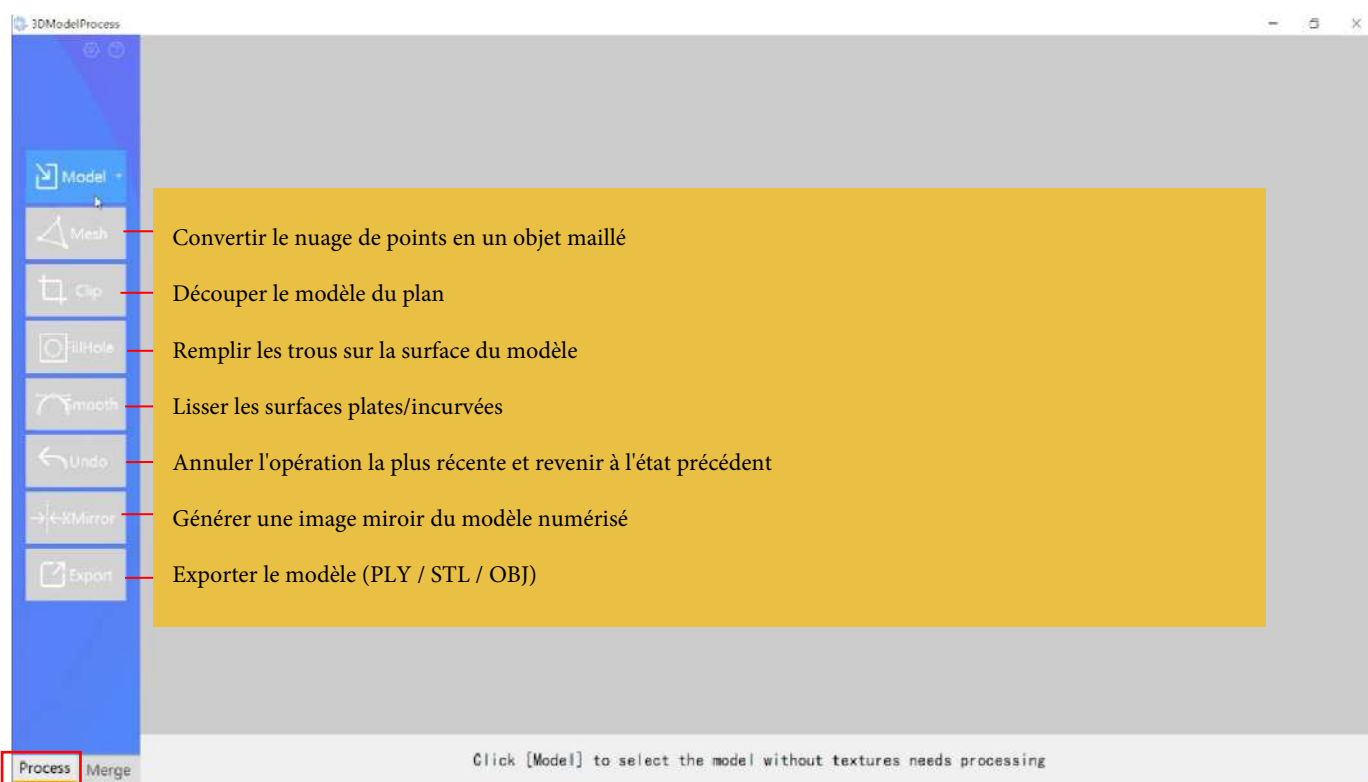 3DModelProcess
Model
Mesh
Convertir le nuage de points en un objet maillé
Clip
Découper le modèle du plan
FillHole
Remplir les trous sur la surface du modèle
Smooth
Lisser les surfaces plates/incurvées
Undo
Annuler l'opération la plus récente et revenir à l'état précédent
XMirror
Générer une image miroir du modèle numérisé
Export
Exporter le modèle (PLY / STL / OBJ)
Process Merge
Click [Model] to select the model without textures needs processing